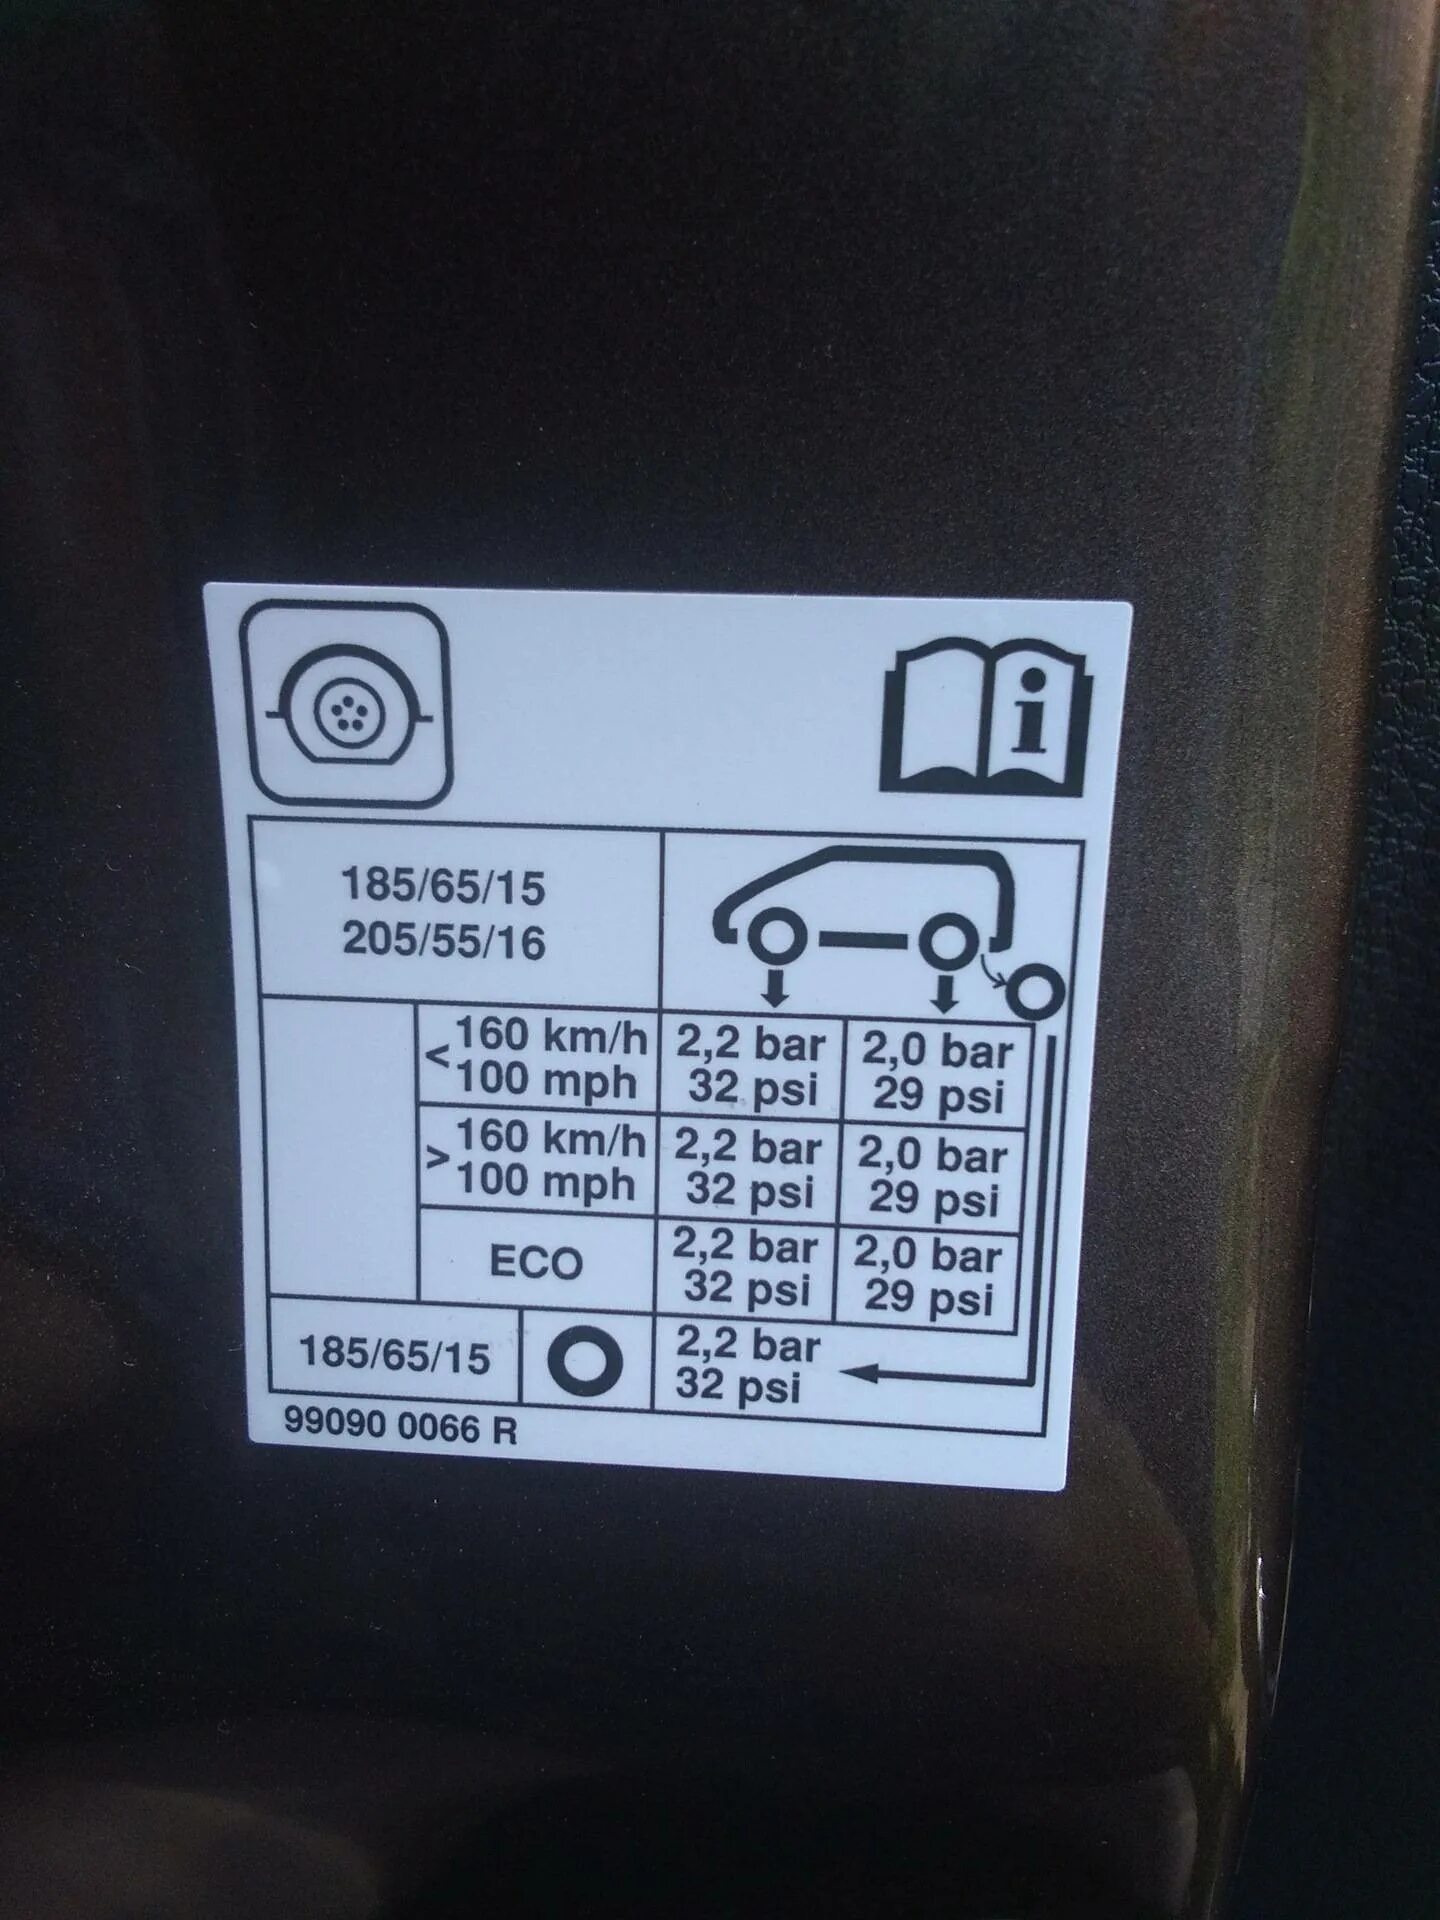 i
185/65/15
205/55/16
< 160 km/h 2,2 bar 2,0 bar
100 mph 32 psi 29 psi
> 160 km/h 2,2 bar 2,0 bar
100 mph 32 psi 29 psi
ECO 2,2 bar 2,0 bar
32 psi 29 psi
185/65/15 2,2 bar
32 psi
99090 0066 R